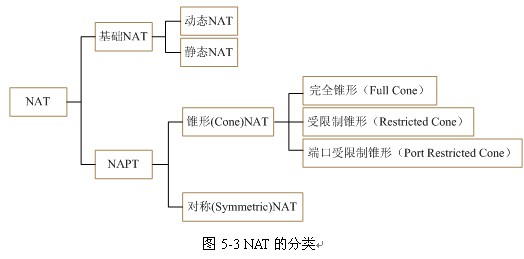 NAT
基础NAT
动态NAT
静态NAT
NAPT
锥形(Cone)NAT
完全锥形（Full Cone）
受限制锥形（Restricted Cone）
端口受限制锥形（Port Restricted Cone）
对称(Symmetric)NAT
图 5-3 NAT 的分类